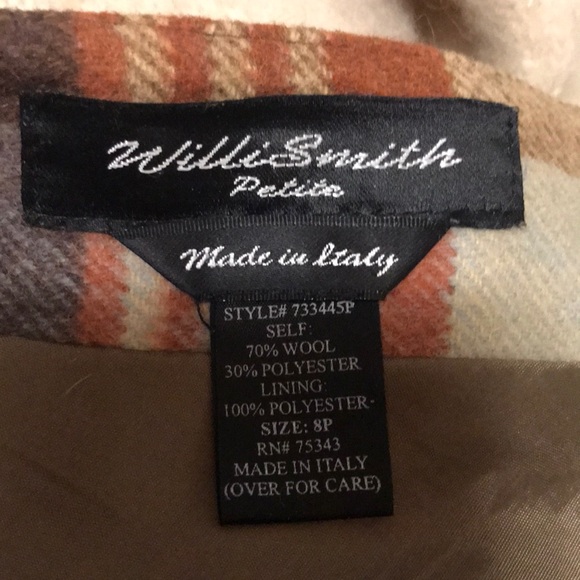 WilliSmith
Petite
Made in Italy
STYLE# 733445P
SELF:
70% WOOL
30% POLYESTER
LINING:
100% POLYESTER-
SIZE: 8P
RN# 75343
MADE IN ITALY
(OVER FOR CARE)